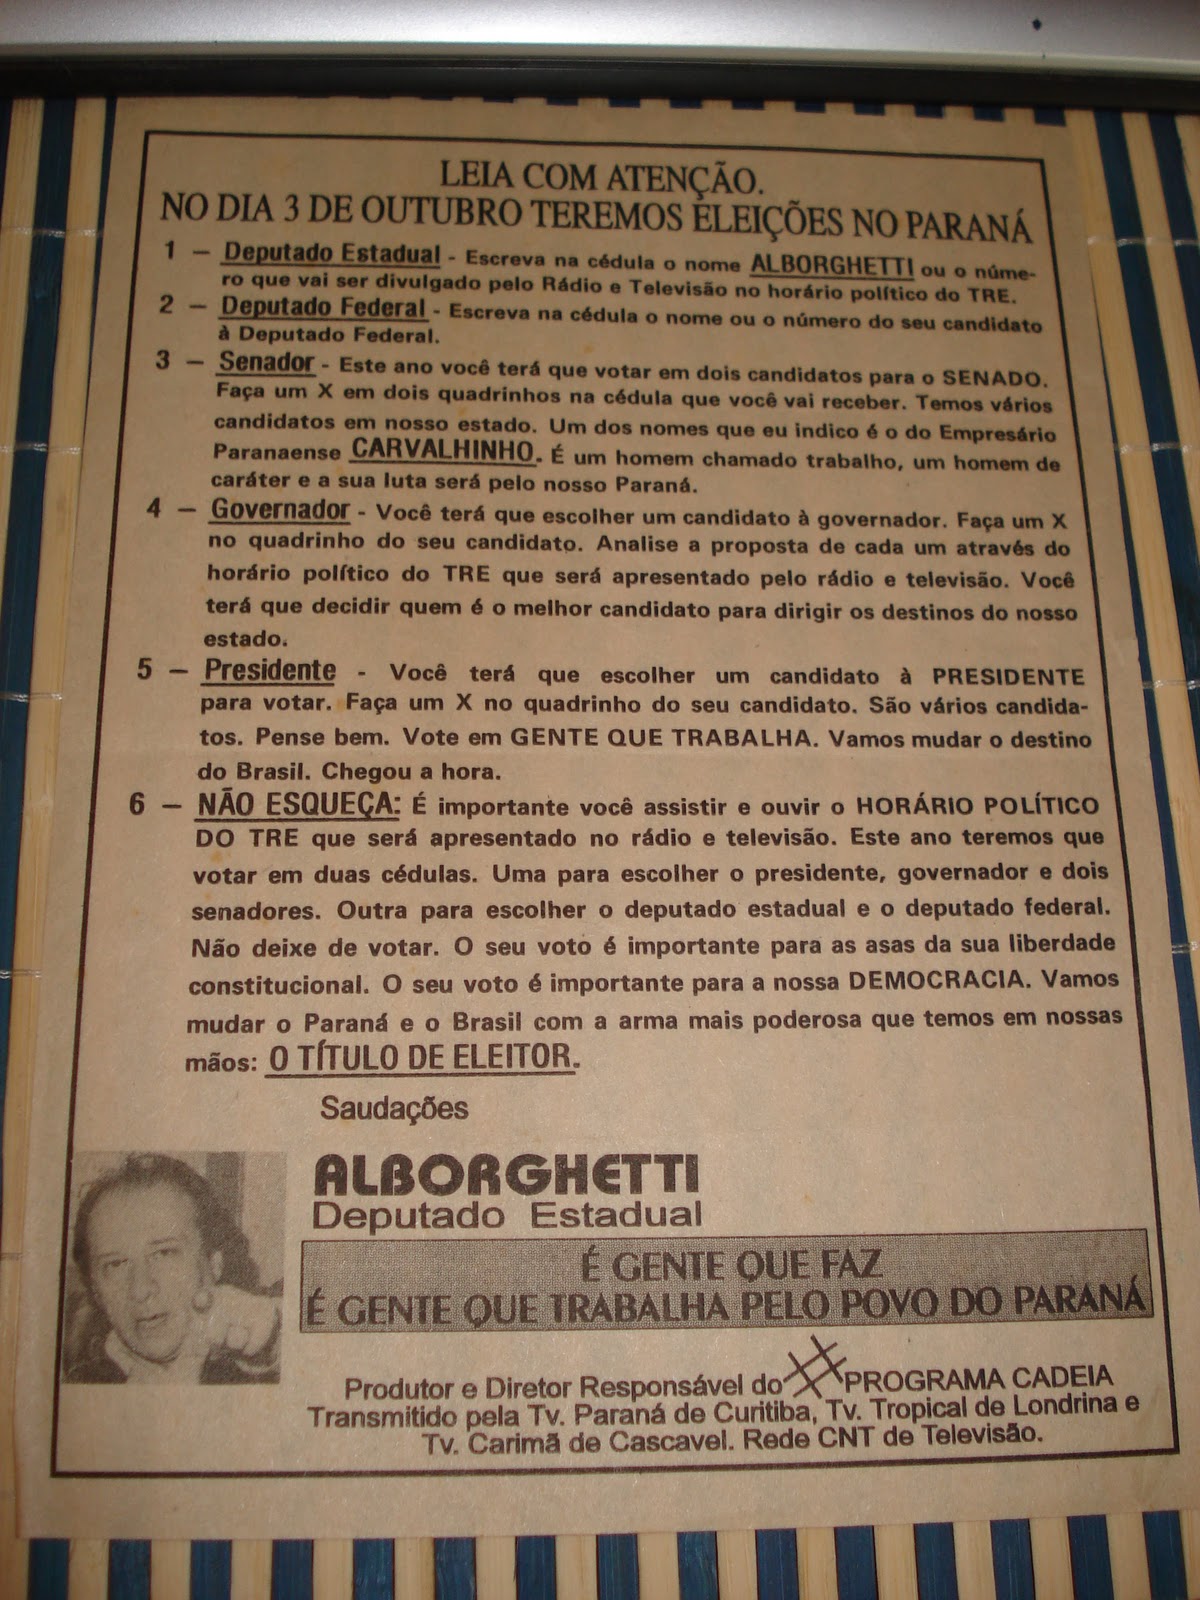 LEIA COM ATENÇÃO.
NO DIA 3 DE OUTUBRO TEREMOS ELEIÇÕES NO PARANÁ
1 – Deputado Estadual - Escreva na cédula o nome ALBORGHETTI ou o núme-
ro que vai ser divulgado pelo Rádio e Televisão no horário político do TRE.
2 – Deputado Federal - Escreva na cédula o nome ou o número do seu candidato
à Deputado Federal.
3 – Senador - Este ano você terá que votar em dois candidatos para o SENADO.
Faça um X em dois quadrinhos na cédula que você vai receber. Temos vários
candidatos em nosso estado. Um dos nomes que eu indico é o do Empresário
Paranaense CARVALHINHO. É um homem chamado trabalho, um homem de
caráter e a sua luta será pelo nosso Paraná.
4 – Governador - Você terá que escolher um candidato à governador. Faça um X
no quadrinho do seu candidato. Analise a proposta de cada um através do
horário político do TRE que será apresentado pelo rádio e televisão. Você
terá que decidir quem é o melhor candidato para dirigir os destinos do nosso
estado.
5 – Presidente - Você terá que escolher um candidato à PRESIDENTE
para votar. Faça um X no quadrinho do seu candidato. São vários candida-
tos. Pense bem. Vote em GENTE QUE TRABALHA. Vamos mudar o destino
do Brasil. Chegou a hora.
6 – NÃO ESQUEÇA: É importante você assistir e ouvir o HORÁRIO POLÍTICO
DO TRE que será apresentado no rádio e televisão. Este ano teremos que
votar em duas cédulas. Uma para escolher o presidente, governador e dois
senadores. Outra para escolher o deputado estadual e o deputado federal.
Não deixe de votar. O seu voto é importante para as asas da sua liberdade
constitucional. O seu voto é importante para a nossa DEMOCRACIA. Vamos
mudar o Paraná e o Brasil com a arma mais poderosa que temos em nossas
mãos: O TÍTULO DE ELEITOR.
Saudações
ALBORGHETTI
Deputado Estadual
É GENTE QUE FAZ
É GENTE QUE TRABALHA PELO POVO DO PARANÁ
Produtor e Diretor Responsável do PROGRAMA CADEIA
Transmitido pela Tv. Paraná de Curitiba, Tv. Tropical de Londrina e
Tv. Carimã de Cascavel. Rede CNT de Televisão.